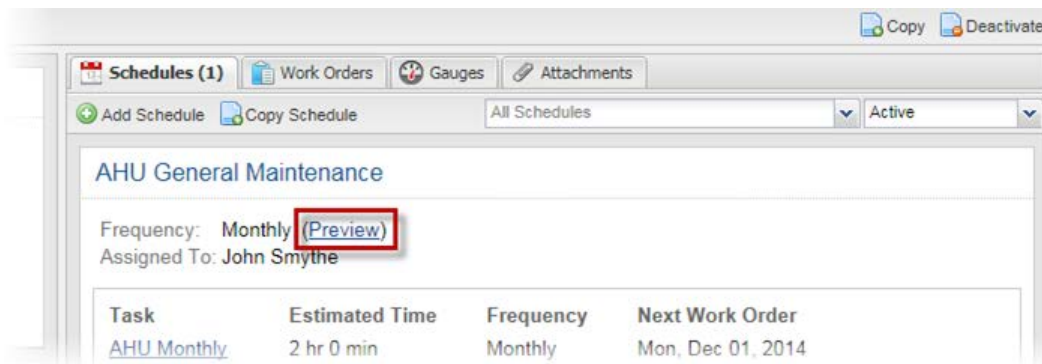 Copy Deactivate
Schedules (1) Work Orders Gauges Attachments
Add Schedule Copy Schedule All Schedules Active
AHU General Maintenance
Frequency: Monthly (Preview)
Assigned To: John Smythe
Task Estimated Time Frequency Next Work Order
AHU Monthly 2 hr 0 min Monthly Mon, Dec 01, 2014